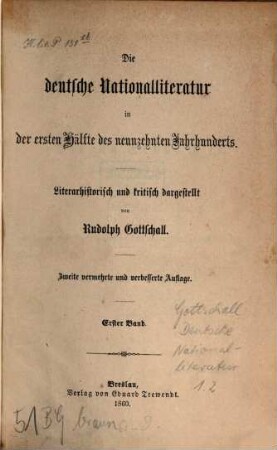 Die
deutsche Nationalliteratur
in
der ersten Hälfte des neunzehnten Jahrhunderts.
Literarhistorisch und kritisch dargestellt
von
Rudolph Gottschall.
Zweite vermehrte und verbesserte Auflage.
Erster Band.
Gottschall
Deutsche
National-
literatur
1.2
Breslau,
Verlag von Eduard Trewendt.
1860.